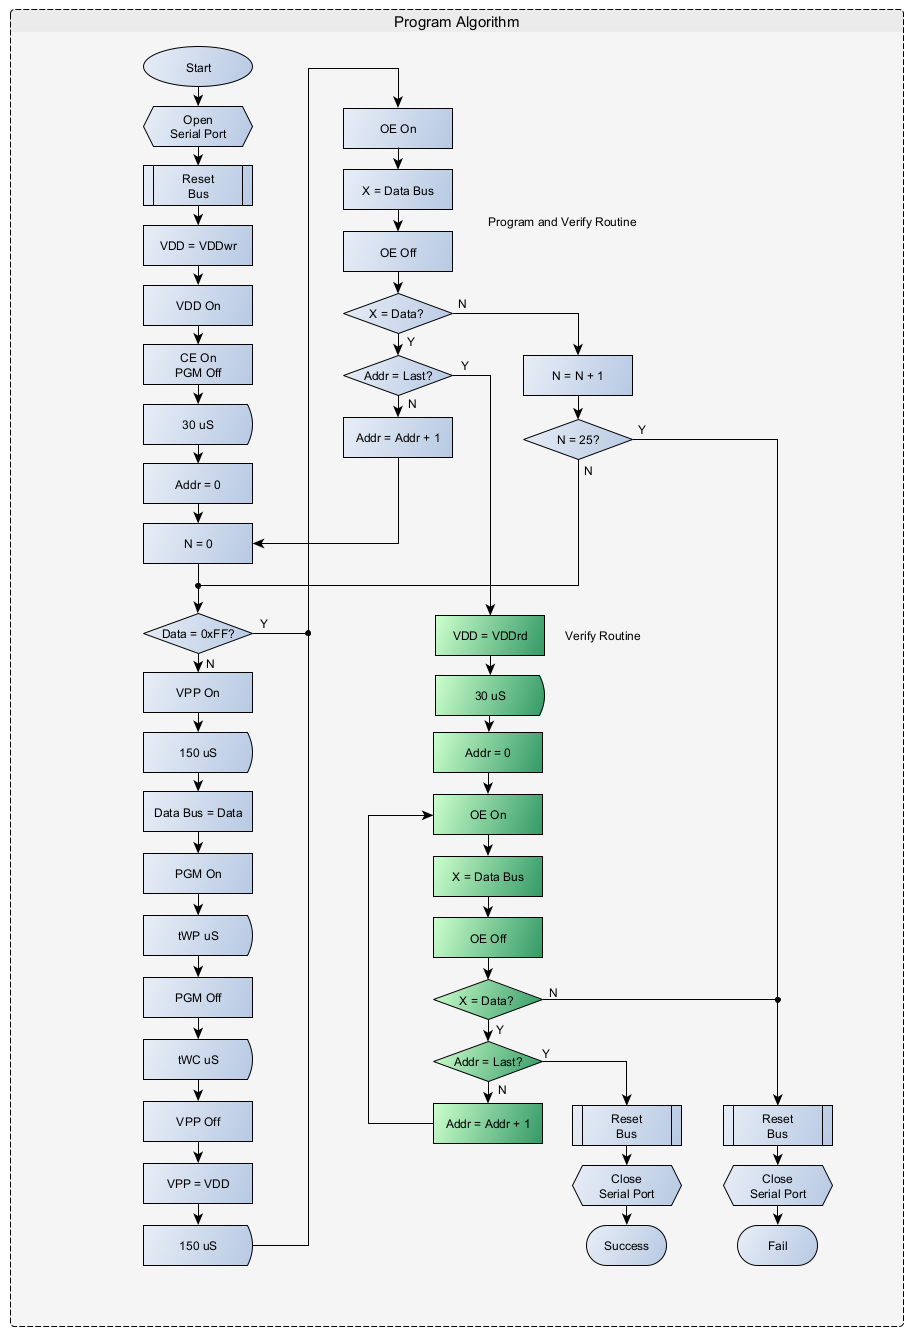 Program Algorithm
Start
Open
Serial Port
Reset
Bus
VDD = VDDwr
VDD On
CE On
PGM Off
30 uS
Addr = 0
N = 0
Data = 0xFF?
Y
N
VPP On
150 uS
Data Bus = Data
PGM On
tWP uS
PGM Off
tWC uS
VPP Off
VPP = VDD
150 uS
OE On
X = Data Bus
Program and Verify Routine
OE Off
X = Data?
N
Y
Addr = Last?
Y
N
Addr = Addr + 1
N = N + 1
N = 25?
Y
N
VDD = VDDrd
Verify Routine
30 uS
Addr = 0
OE On
X = Data Bus
OE Off
X = Data?
N
Y
Addr = Last?
Y
N
Addr = Addr + 1
Reset
Bus
Close
Serial Port
Success
Reset
Bus
Close
Serial Port
Fail